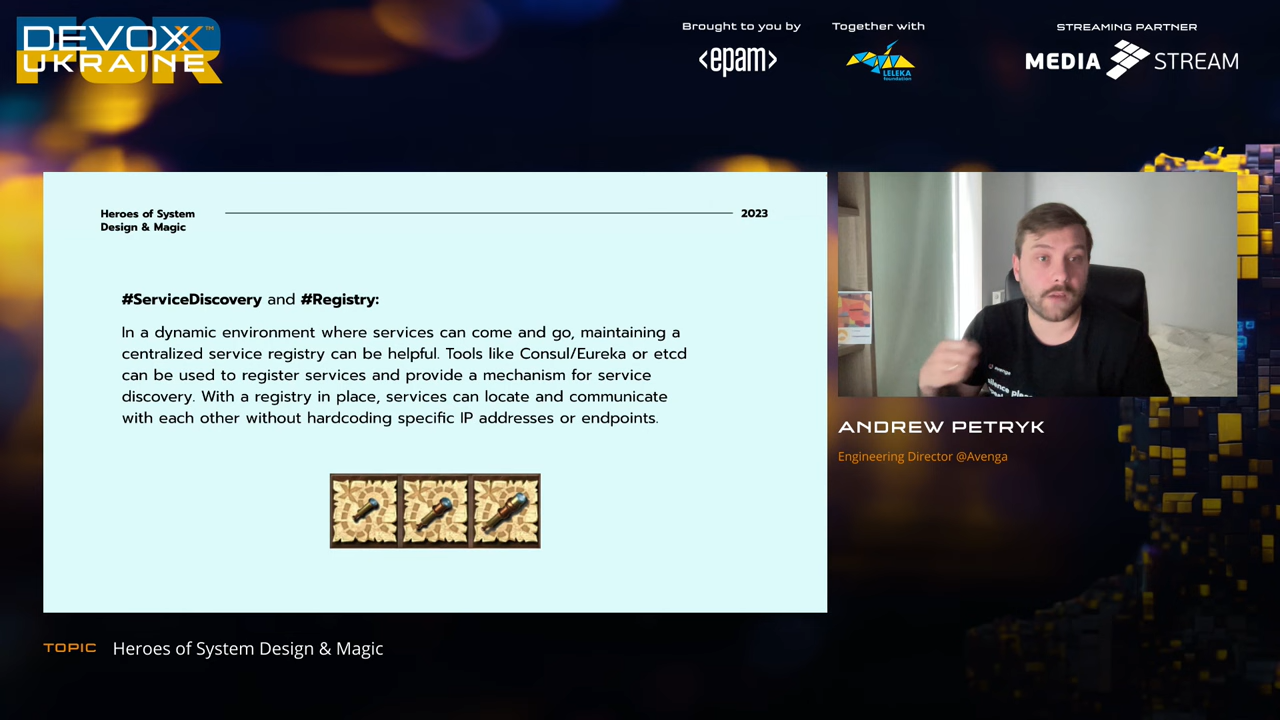 DEVOXX™
UKRAINE
FOR
Brought to you by
<epam>
Together with
LELEKA
foundation
STREAMING PARTNER
MEDIA STREAM
Heroes of System
Design & Magic
2023
#ServiceDiscovery and #Registry:
In a dynamic environment where services can come and go, maintaining a
centralized service registry can be helpful. Tools like Consul/Eureka or etcd
can be used to register services and provide a mechanism for service
discovery. With a registry in place, services can locate and communicate
with each other without hardcoding specific IP addresses or endpoints.
avenga
silence
ANDREW PETRYK
Engineering Director @Avenga
TOPIC Heroes of System Design & Magic